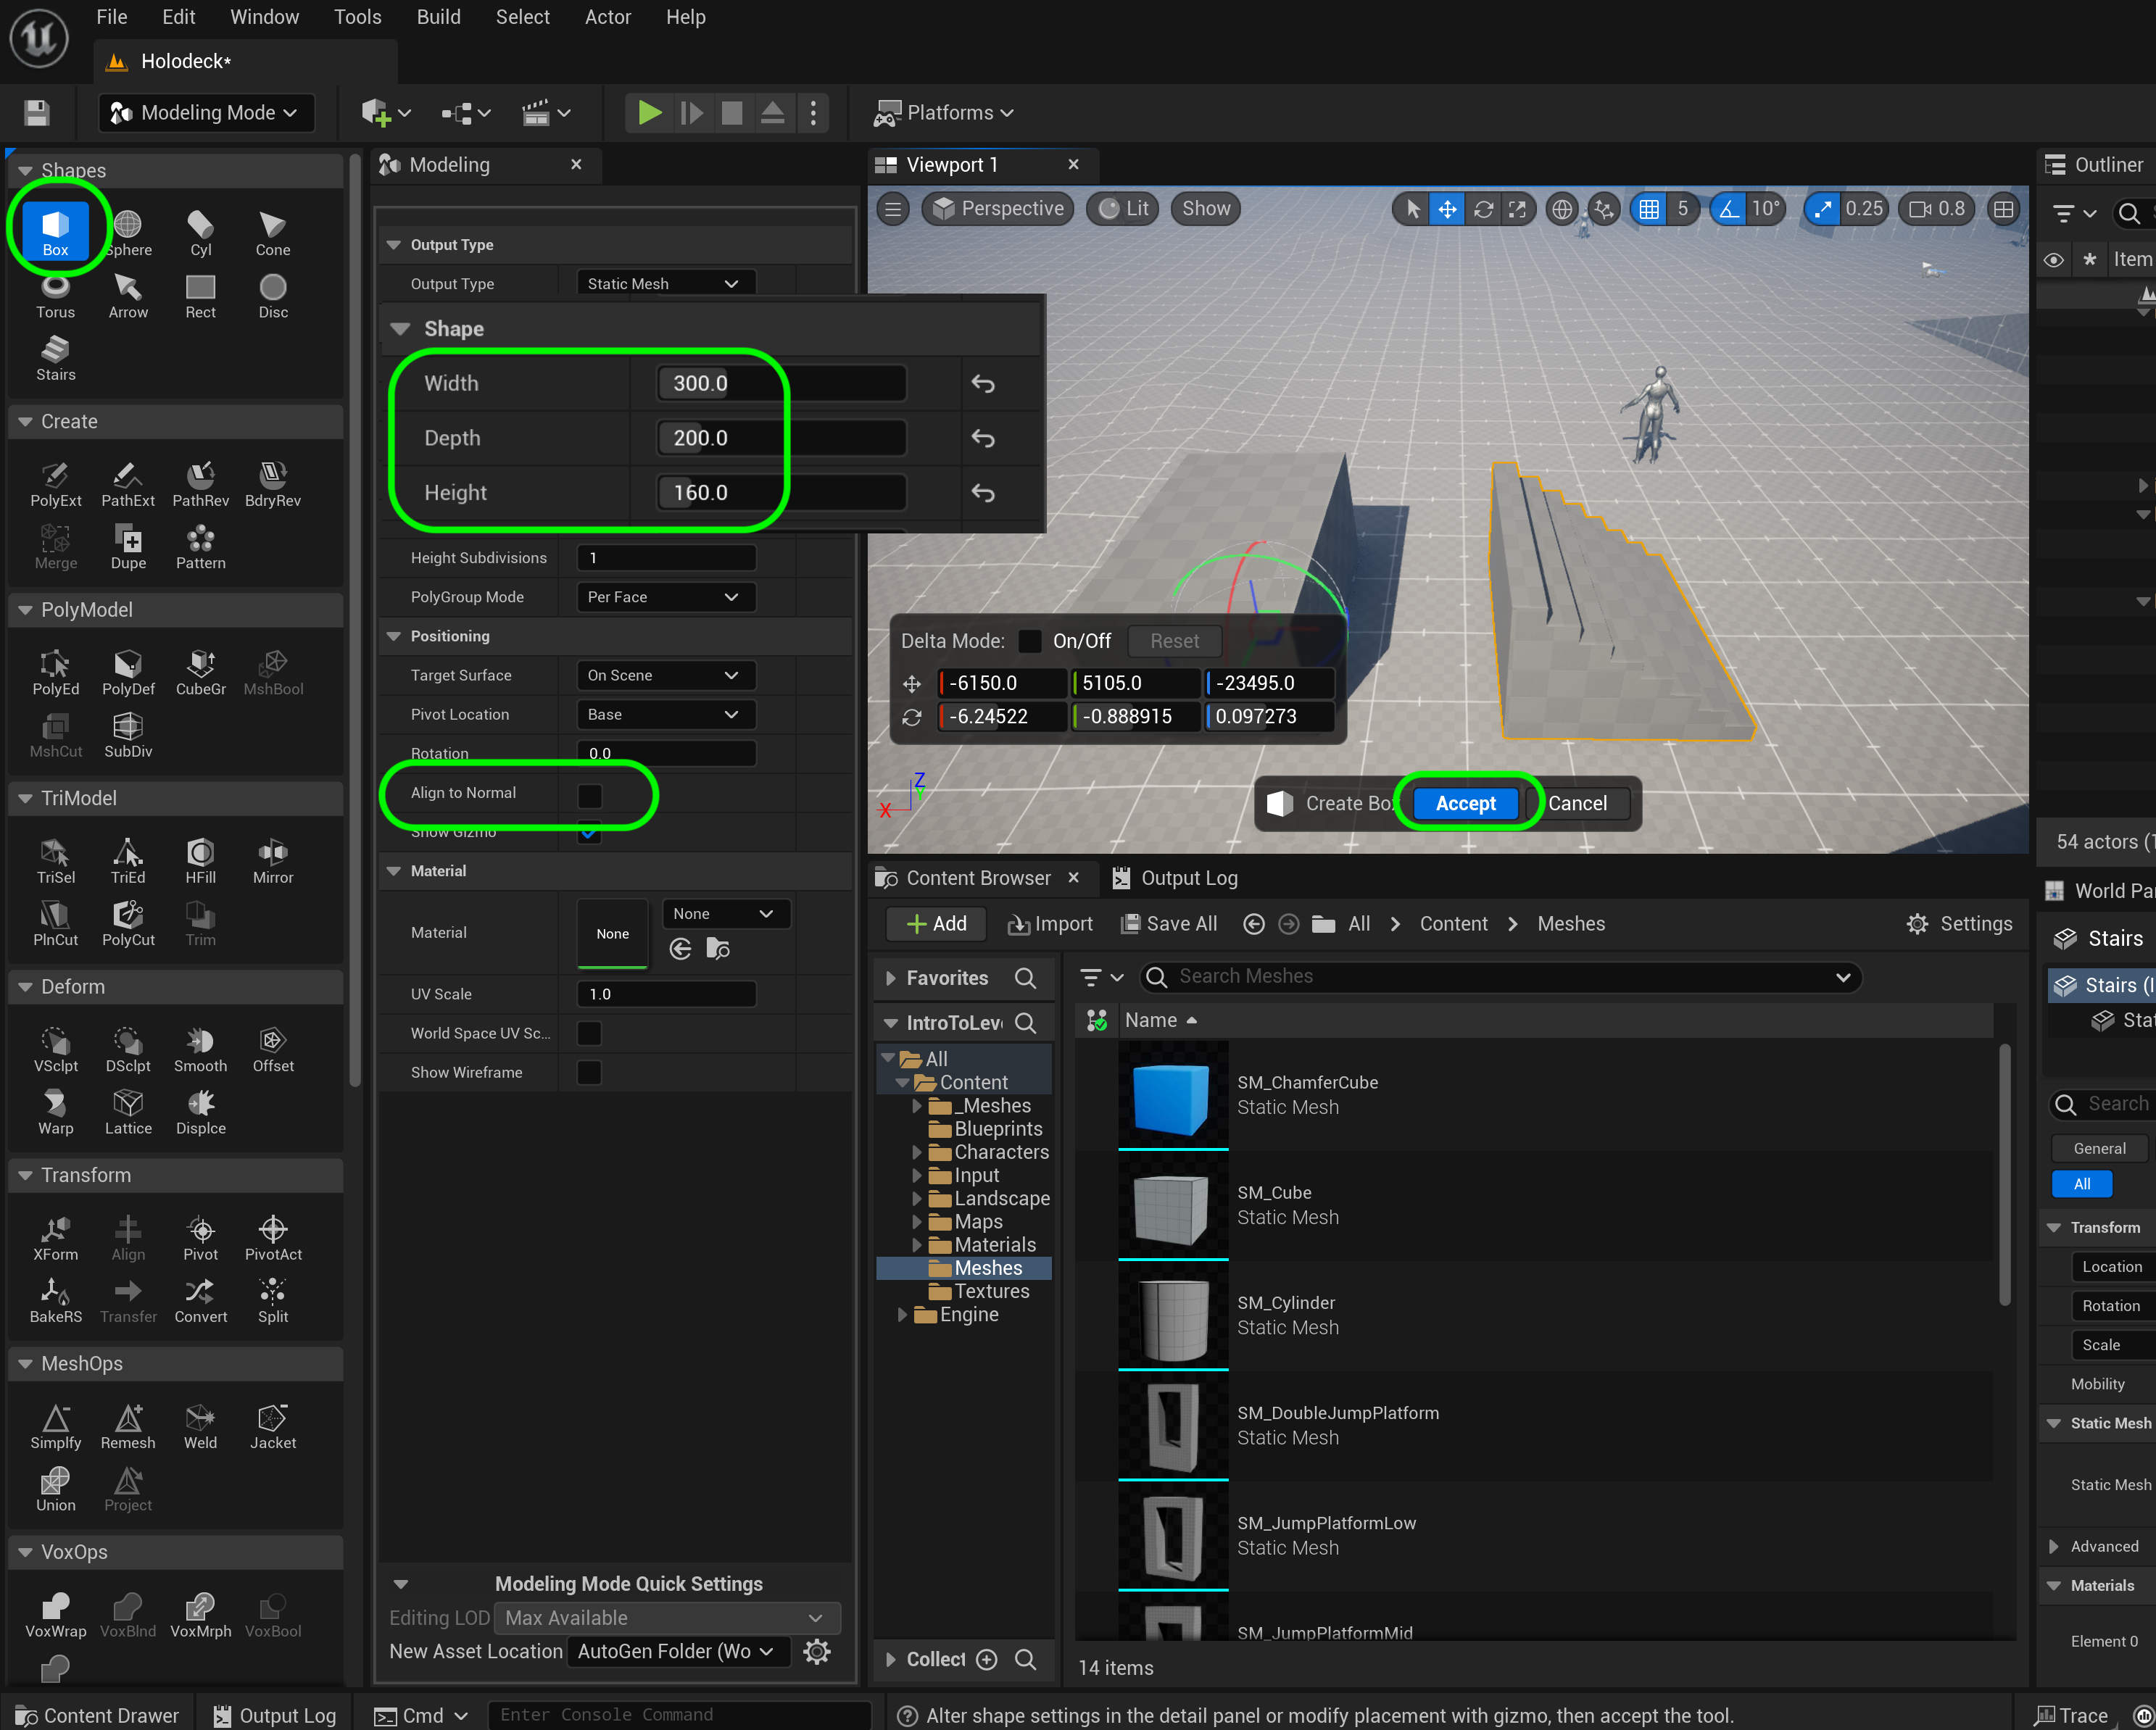 File Edit Window Tools Build Select Actor Help
Holodeck*
Modeling Mode
Platforms
Shapes
Box Sphere Cyl Cone
Torus Arrow Rect Disc
Stairs
Create
PolyExt PathExt PathRev BdryRev
Merge Dupe Pattern
PolyModel
PolyEd PolyDef CubeGr MshBool
MshCut SubDiv
TriModel
TriSel TriEd HFill Mirror
PlnCut PolyCut Trim
Deform
VSclpt DSclpt Smooth Offset
Warp Lattice Displce
Transform
XForm Align Pivot PivotAct
BakeRS Transfer Convert Split
MeshOps
Simplfy Remesh Weld Jacket
Union Project
VoxOps
VoxWrap VoxBlnd VoxMrph VoxBool
Modeling
Output Type
Output Type Static Mesh
Shape
Width 300.0
Depth 200.0
Height 160.0
Height Subdivisions 1
PolyGroup Mode Per Face
Positioning
Target Surface On Scene
Pivot Location Base
Rotation 0.0
Align to Normal
Show Gizmo
Material
Material None None
UV Scale 1.0
World Space UV Sc...
Show Wireframe
Modeling Mode Quick Settings
Editing LOD Max Available
New Asset Location AutoGen Folder (Wo
Viewport 1
Perspective Lit Show 5 10° 0.25 0.8
Delta Mode: On/Off Reset
-6150.0 5105.0 -23495.0
-6.24522 -0.888915 0.097273
Z
Y
X
Create Bo Accept Cancel
Content Browser Output Log
Add Import Save All All Content Meshes Settings
Favorites
Search Meshes
IntroToLeve
Name
All
Content
_Meshes
Blueprints
Characters
Input
Landscape
Maps
Materials
Meshes
Textures
Engine
SM_ChamferCube
Static Mesh
SM_Cube
Static Mesh
SM_Cylinder
Static Mesh
SM_DoubleJumpPlatform
Static Mesh
SM_JumpPlatformLow
Static Mesh
SM_JumpPlatformMid
Collect
14 items
Outliner
* Item
54 actors (1
World Par
Stairs
Stairs (I
Stat
Search
General
All
Transform
Location
Rotation
Scale
Mobility
Static Mesh
Static Mesh
Advanced
Materials
Element 0
Content Drawer Output Log Cmd Enter Console Command
Alter shape settings in the detail panel or modify placement with gizmo, then accept the tool.
Trace